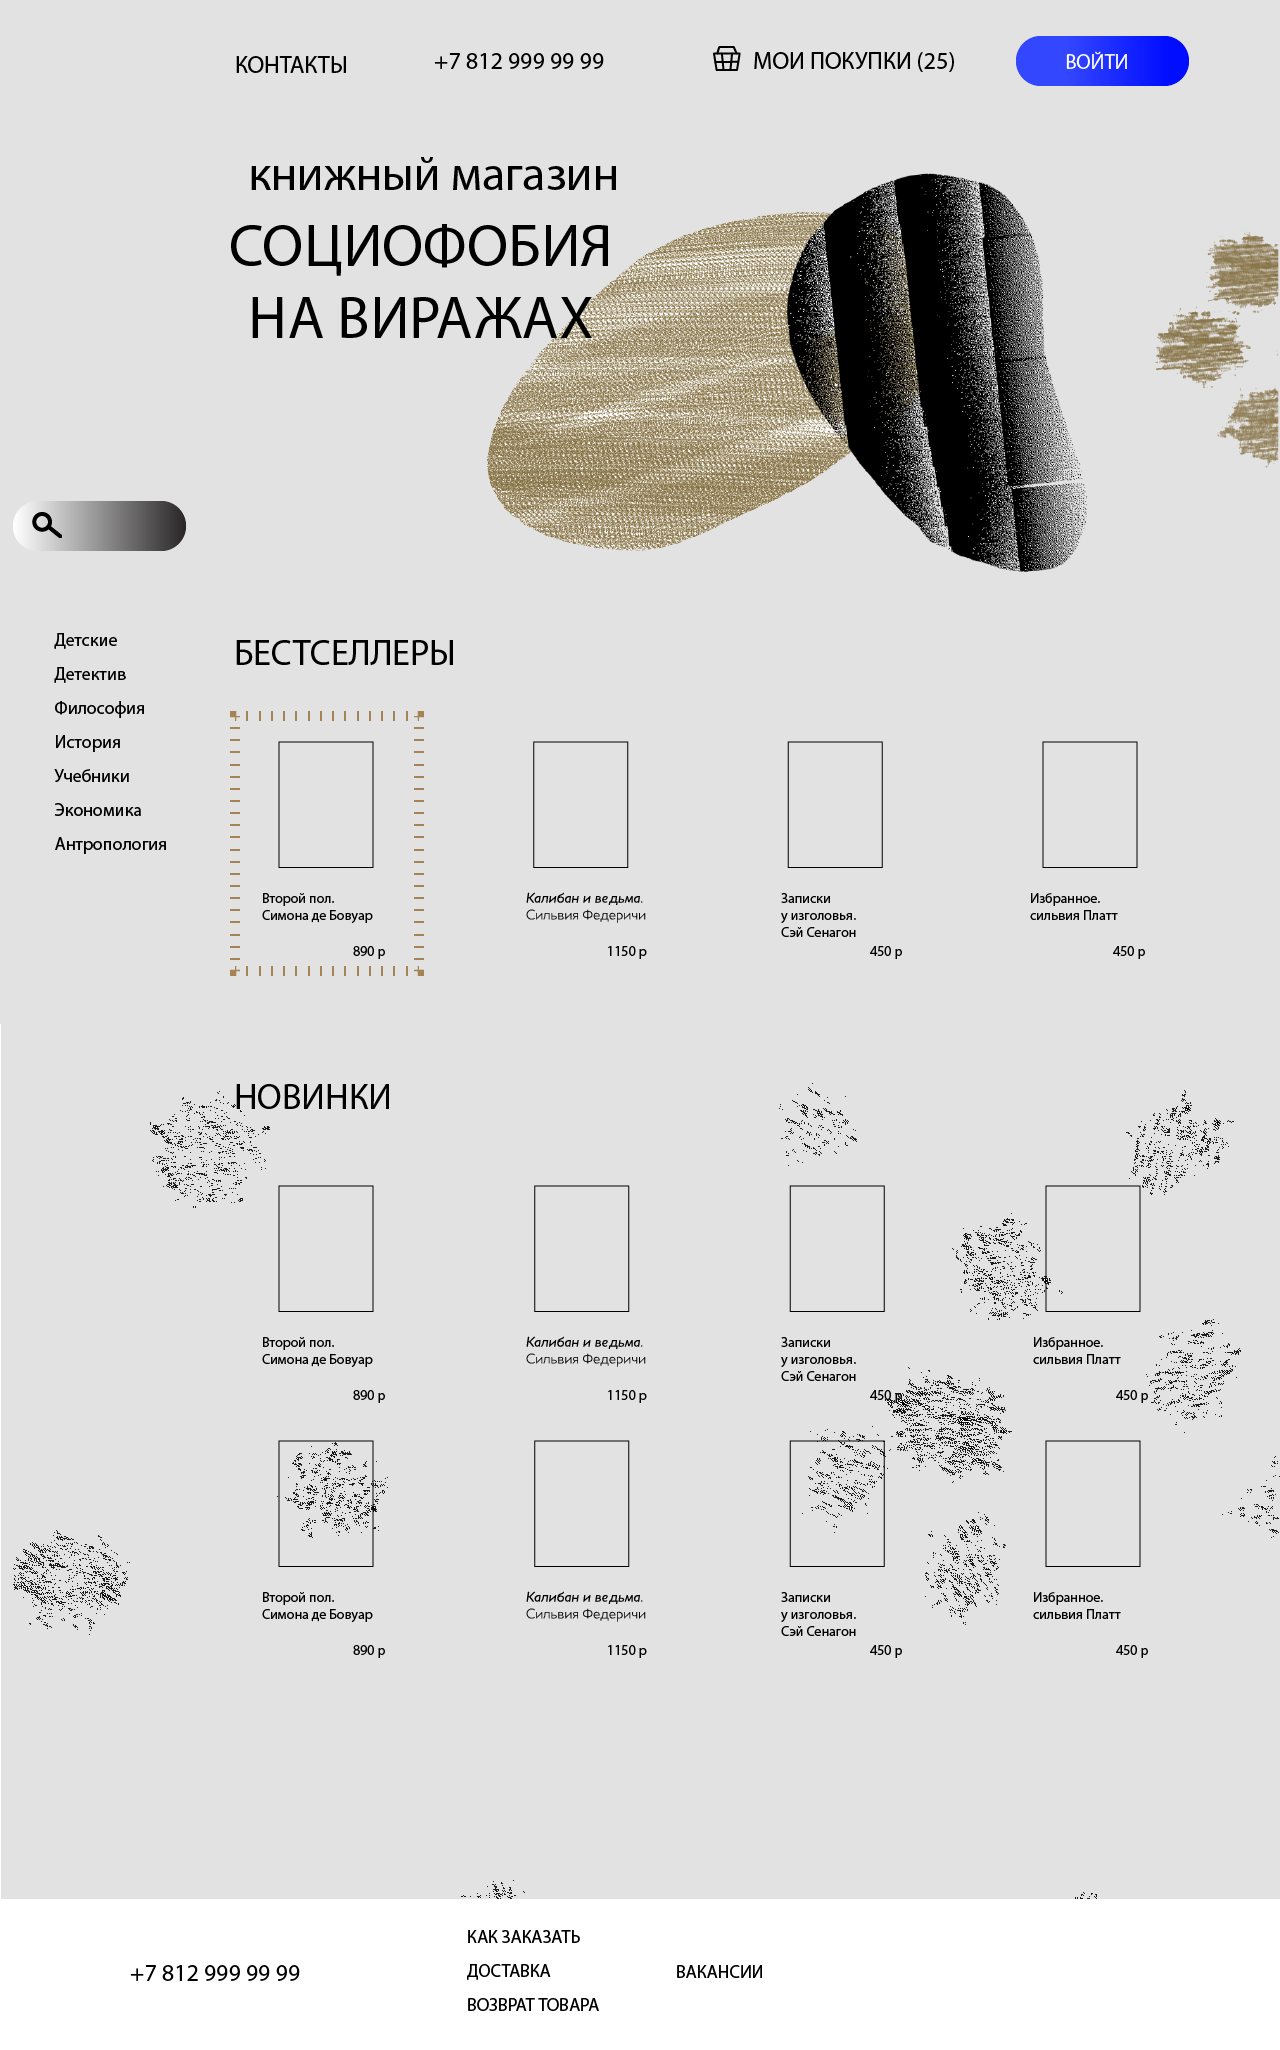 КОНТАКТЫ
+7 812 999 99 99
МОИ ПОКУПКИ (25)
ВОЙТИ
книжный магазин
СОЦИОФОБИЯ
НА ВИРАЖАХ
Детские
Детектив
Философия
История
Учебники
Экономика
Антропология
БЕСТСЕЛЛЕРЫ
Второй пол.
Симона де Бовуар
890 р
Калибан и ведьма.
Сильвия Федеричи
1150 р
Записки
у изголовья.
Сэй Сенагон
450 р
Избранное.
сильвия Платт
450 р
НОВИНКИ
Второй пол.
Симона де Бовуар
890 р
Калибан и ведьма.
Сильвия Федеричи
1150 р
Записки
у изголовья.
Сэй Сенагон
450 р
Избранное.
сильвия Платт
450 р
Второй пол.
Симона де Бовуар
890 р
Калибан и ведьма.
Сильвия Федеричи
1150 р
Записки
у изголовья.
Сэй Сенагон
450 р
Избранное.
сильвия Платт
450 р
+7 812 999 99 99
КАК ЗАКАЗАТЬ
ДОСТАВКА
ВОЗВРАТ ТОВАРА
ВАКАНСИИ